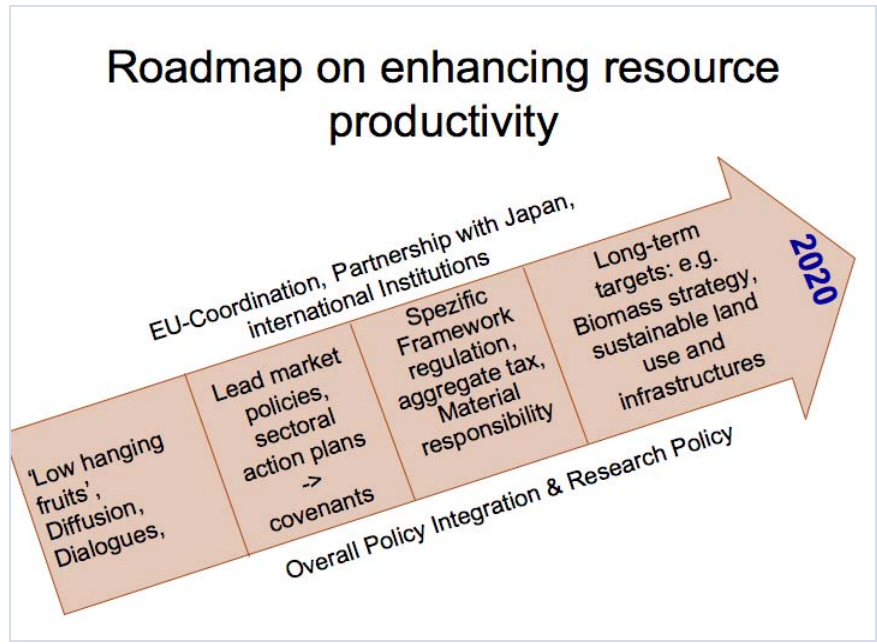 Roadmap on enhancing resource
productivity
EU-Coordination, Partnership with Japan,
international Institutions
'Low hanging
fruits',
Diffusion,
Dialogues,
Lead market
policies,
sectoral
action plans
->
covenants
Spezific
Framework
regulation,
aggregate tax,
Material
responsibility
Long-term
targets: e.g.
Biomass strategy,
sustainable land
use and
infrastructures
2020
Overall Policy Integration & Research Policy